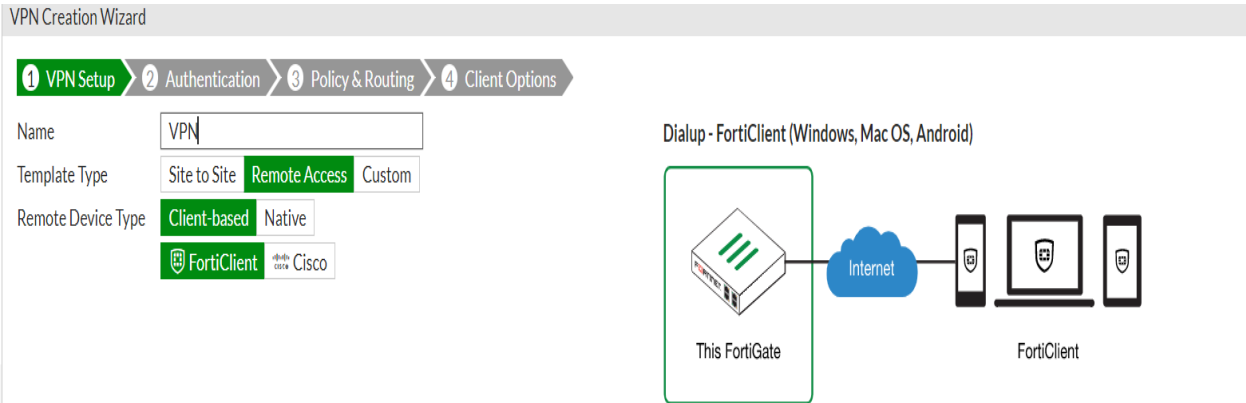 VPN Creation Wizard
1 VPN Setup 2 Authentication 3 Policy & Routing 4 Client Options
Name VPN
Template Type Site to Site Remote Access Custom
Remote Device Type Client-based Native
FortiClient CISCO Cisco
Dialup - FortiClient (Windows, Mac OS, Android)
FORTINET
Internet
This FortiGate
FortiClient